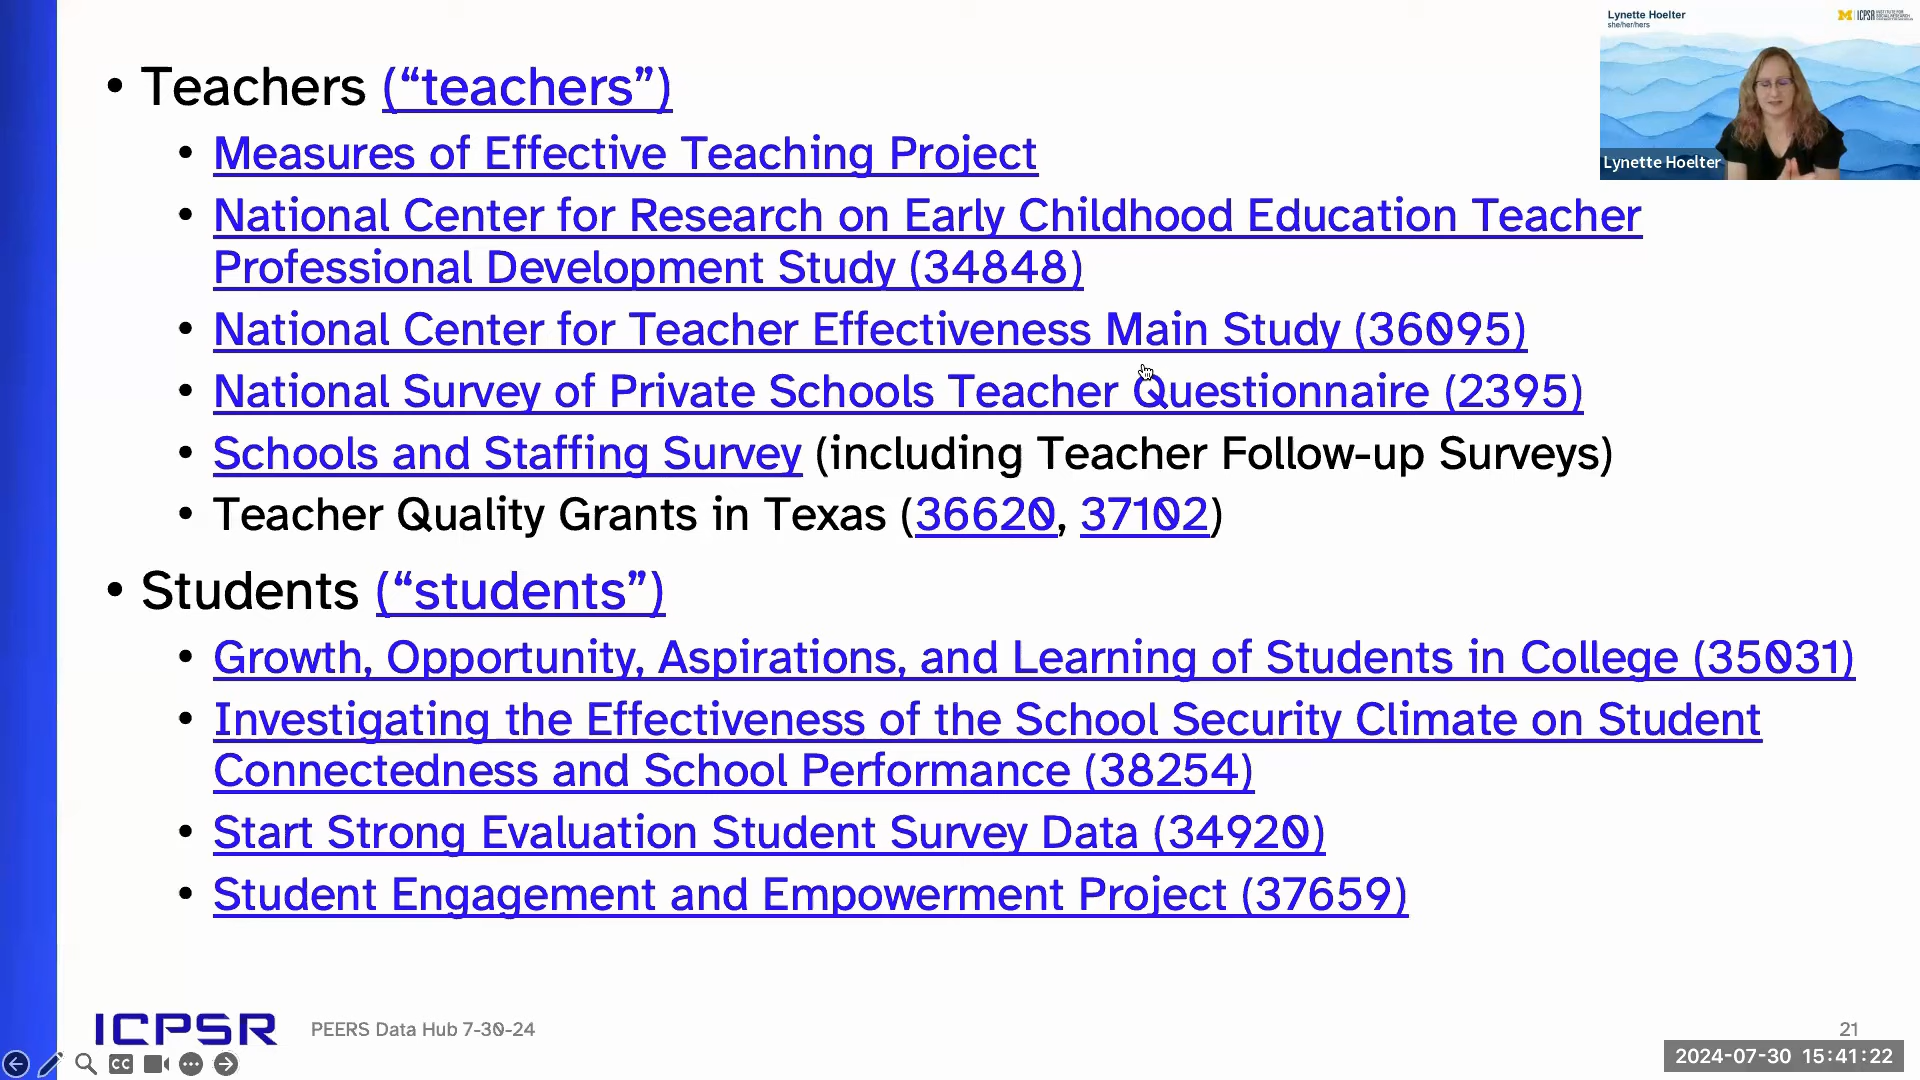 • Teachers (“teachers”)
• Measures of Effective Teaching Project
• National Center for Research on Early Childhood Education Teacher
Professional Development Study (34848)
• National Center for Teacher Effectiveness Main Study (36095)
• National Survey of Private Schools Teacher Questionnaire (2395)
• Schools and Staffing Survey (including Teacher Follow-up Surveys)
• Teacher Quality Grants in Texas (36620, 37102)
• Students (“students”)
• Growth, Opportunity, Aspirations, and Learning of Students in College (35031)
• Investigating the Effectiveness of the School Security Climate on Student
Connectedness and School Performance (38254)
• Start Strong Evaluation Student Survey Data (34920)
• Student Engagement and Empowerment Project (37659)
Lynette Hoelter
she/her/hers
M ICPSR
Lynette Hoelter
ICPSR
PEERS Data Hub 7-30-24
21
CC
2024-07-30 15:41:22